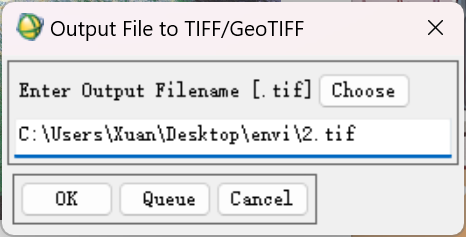 Output File to TIFF/GeoTIFF
Enter Output Filename [.tif] Choose
C:\Users\Xuan\Desktop\envi\2.tif
OK Queue Cancel